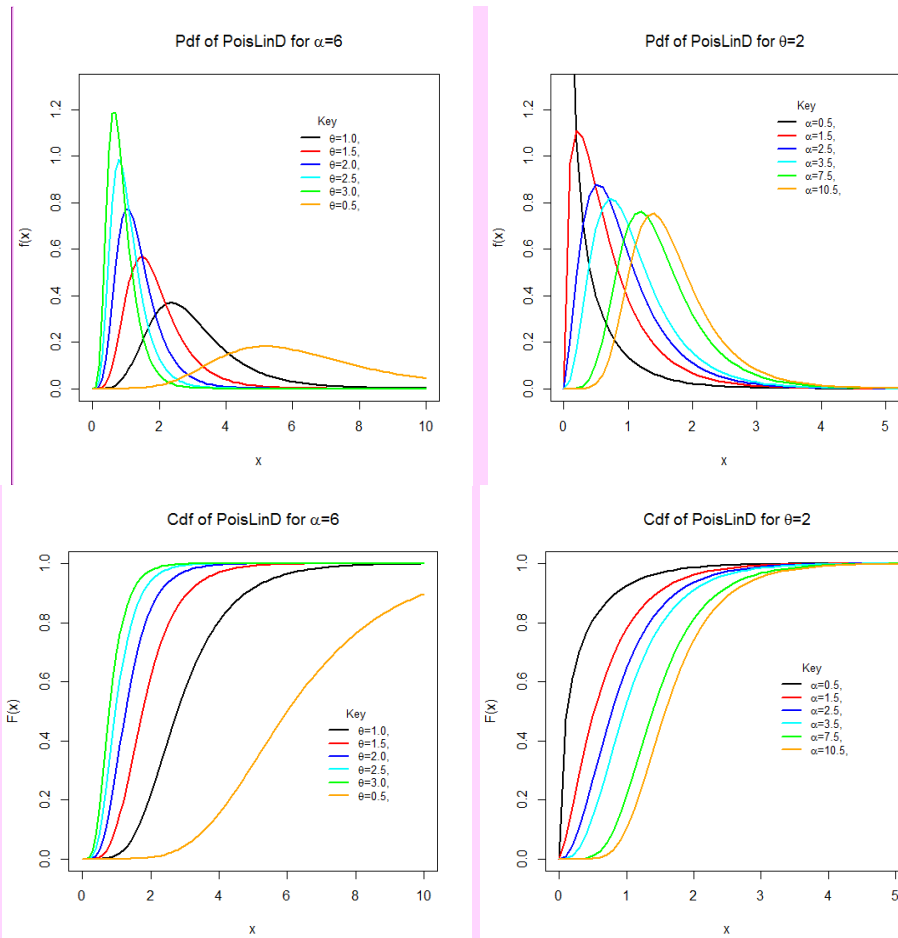 Pdf of PoisLinD for α=6
f(x)
0.0 0.2 0.4 0.6 0.8 1.0 1.2
Key
θ=1.0,
θ=1.5,
θ=2.0,
θ=2.5,
θ=3.0,
θ=0.5,
0 2 4 6 8 10
x
Pdf of PoisLinD for θ=2
f(x)
0.0 0.2 0.4 0.6 0.8 1.0 1.2
Key
α=0.5,
α=1.5,
α=2.5,
α=3.5,
α=7.5,
α=10.5,
0 1 2 3 4 5
x
Cdf of PoisLinD for α=6
F(x)
0.0 0.2 0.4 0.6 0.8 1.0
Key
θ=1.0,
θ=1.5,
θ=2.0,
θ=2.5,
θ=3.0,
θ=0.5,
0 2 4 6 8 10
x
Cdf of PoisLinD for θ=2
F(x)
0.0 0.2 0.4 0.6 0.8 1.0
Key
α=0.5,
α=1.5,
α=2.5,
α=3.5,
α=7.5,
α=10.5,
0 1 2 3 4 5
x